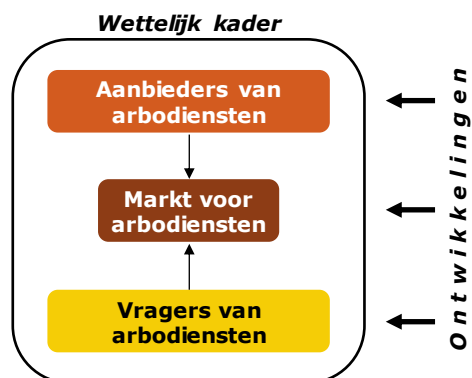 Wettelijk kader
Aanbieders van
arbodiensten
Markt voor
arbodiensten
Vragers van
arbodiensten
Ontwikkelingen